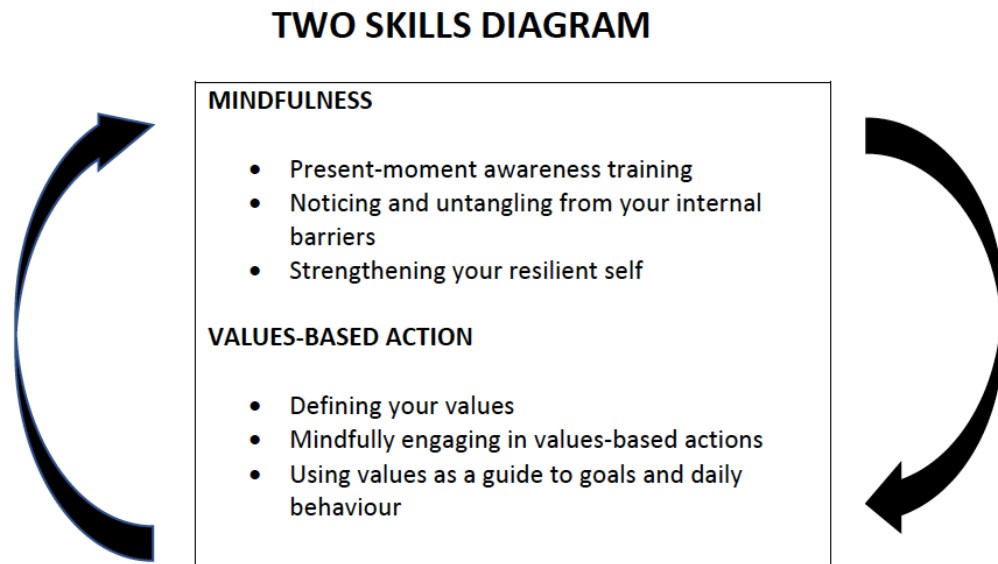 TWO SKILLS DIAGRAM
MINDFULNESS
• Present-moment awareness training
• Noticing and untangling from your internal
barriers
• Strengthening your resilient self
VALUES-BASED ACTION
• Defining your values
• Mindfully engaging in values-based actions
• Using values as a guide to goals and daily
behaviour